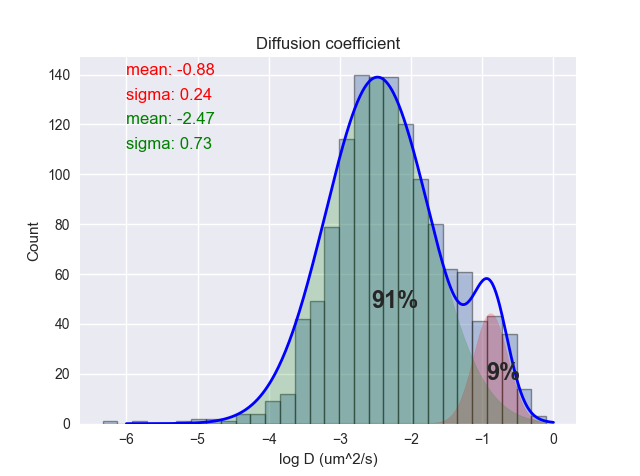 Diffusion coefficient
mean: -0.88
sigma: 0.24
mean: -2.47
sigma: 0.73
140
120
100
80
60
40
20
0
Count
91%
9%
−6 −5 −4 −3 −2 −1 0
log D (um^2/s)